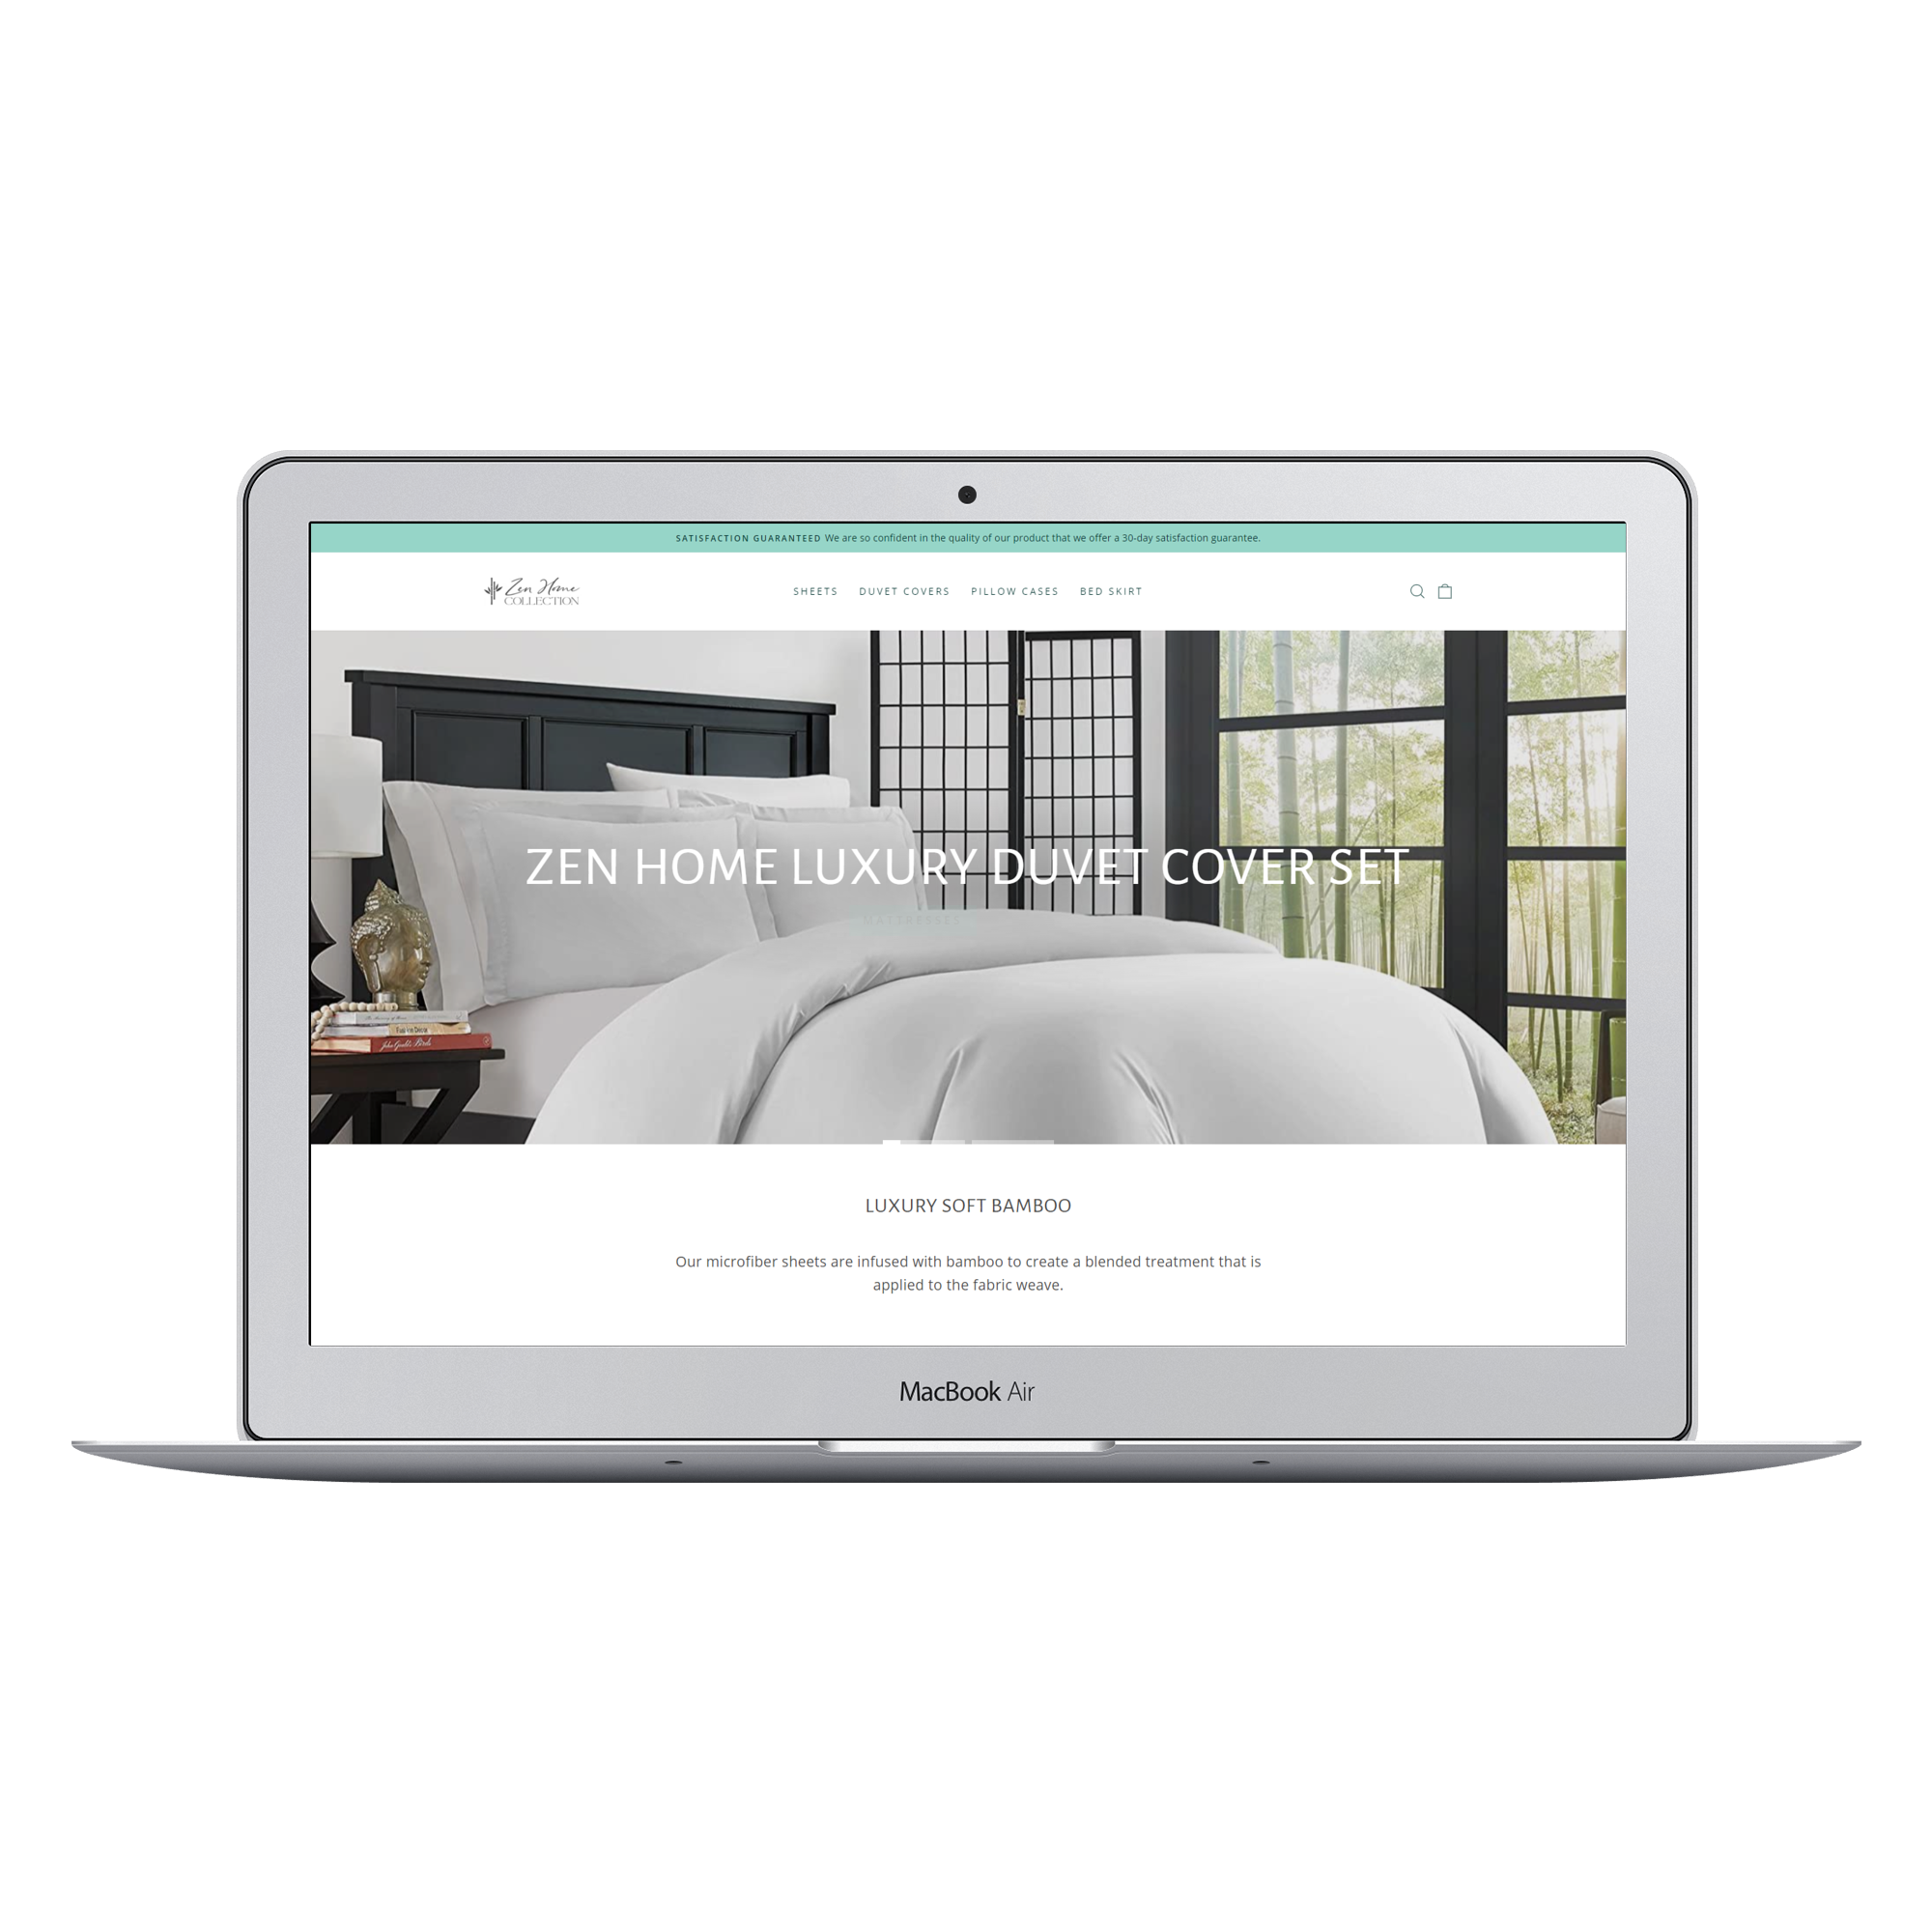 SATISFACTION GUARANTEED We are so confident in the quality of our product that we offer a 30-day satisfaction guarantee.
Zen Home
COLLECTION
SHEETS DUVET COVERS PILLOW CASES BED SKIRT
ZEN HOME LUXURY DUVET COVER SET
LUXURY SOFT BAMBOO
Our microfiber sheets are infused with bamboo to create a blended treatment that is
applied to the fabric weave.
MacBook Air